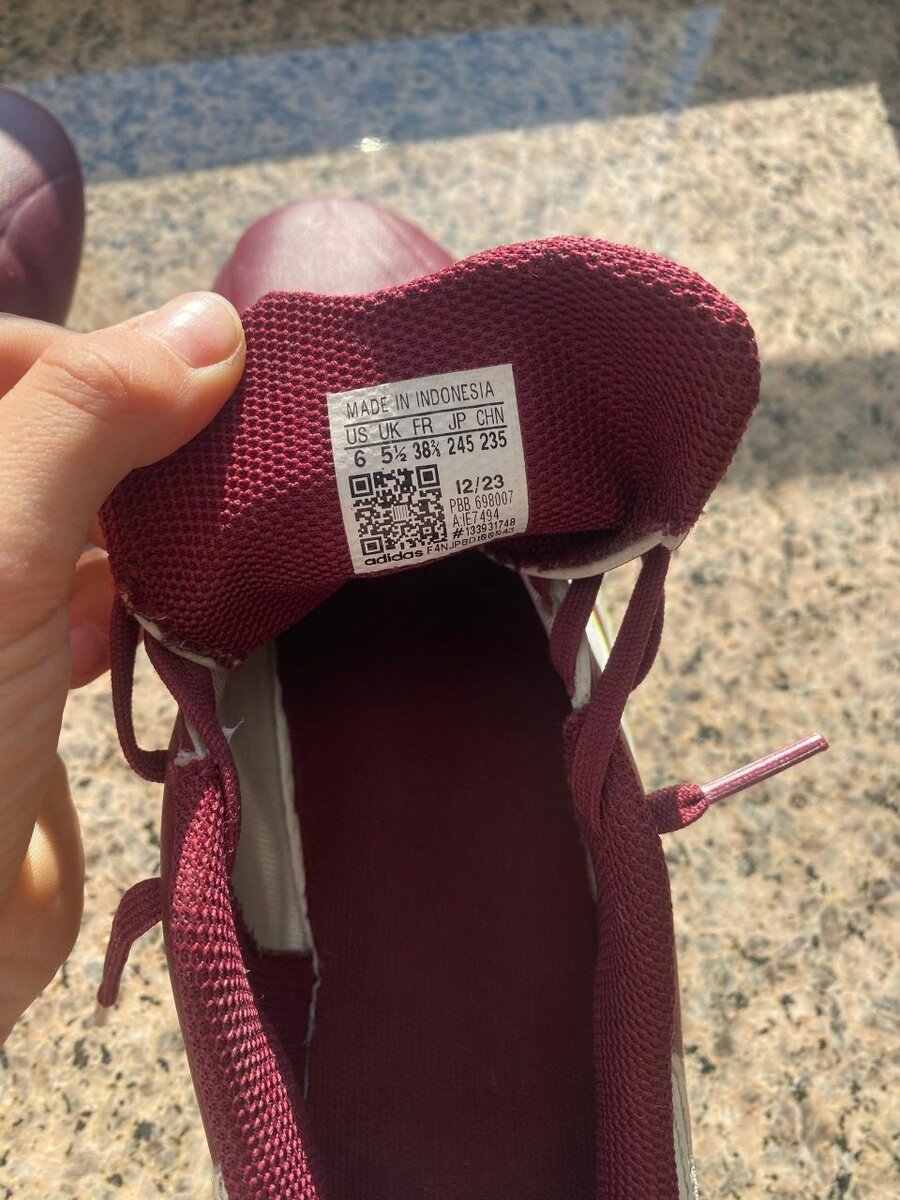 MADE IN INDONESIA
US UK FR JP CHN
6 5½ 38⅔ 245 235
12/23
PBB 698007
A1E7494
#133931748
adidas